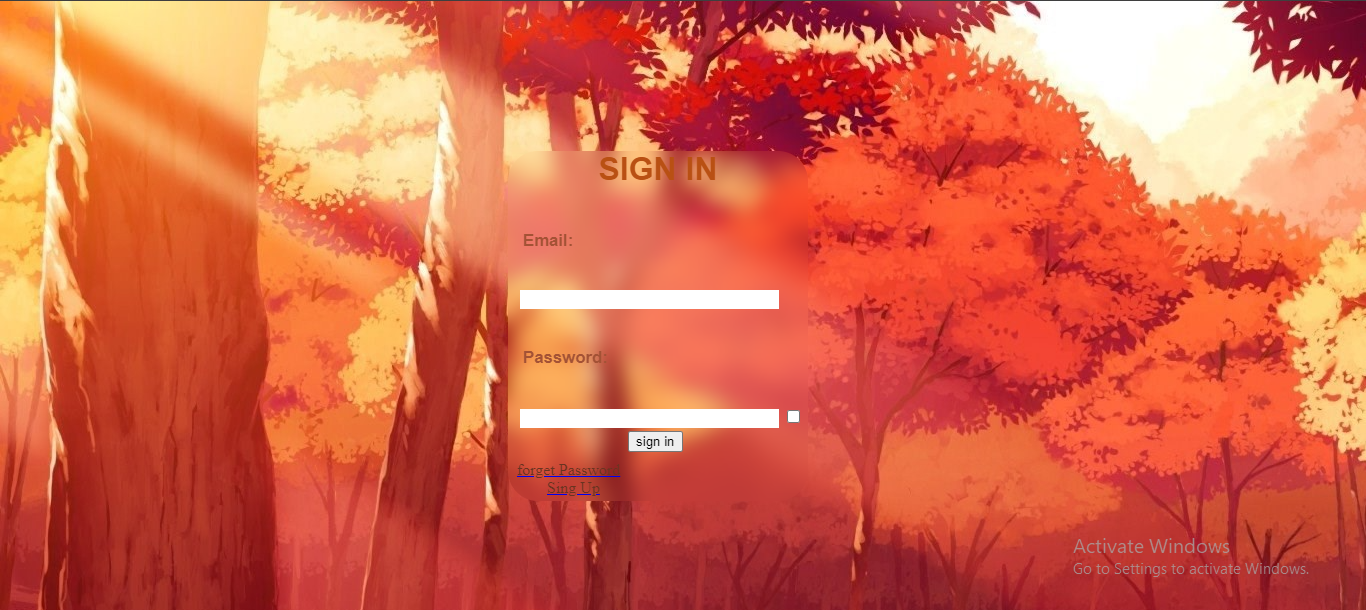 SIGN IN
Email:
Password:
sign in
forget Password
Sing Up
Activate Windows
Go to Settings to activate Windows.